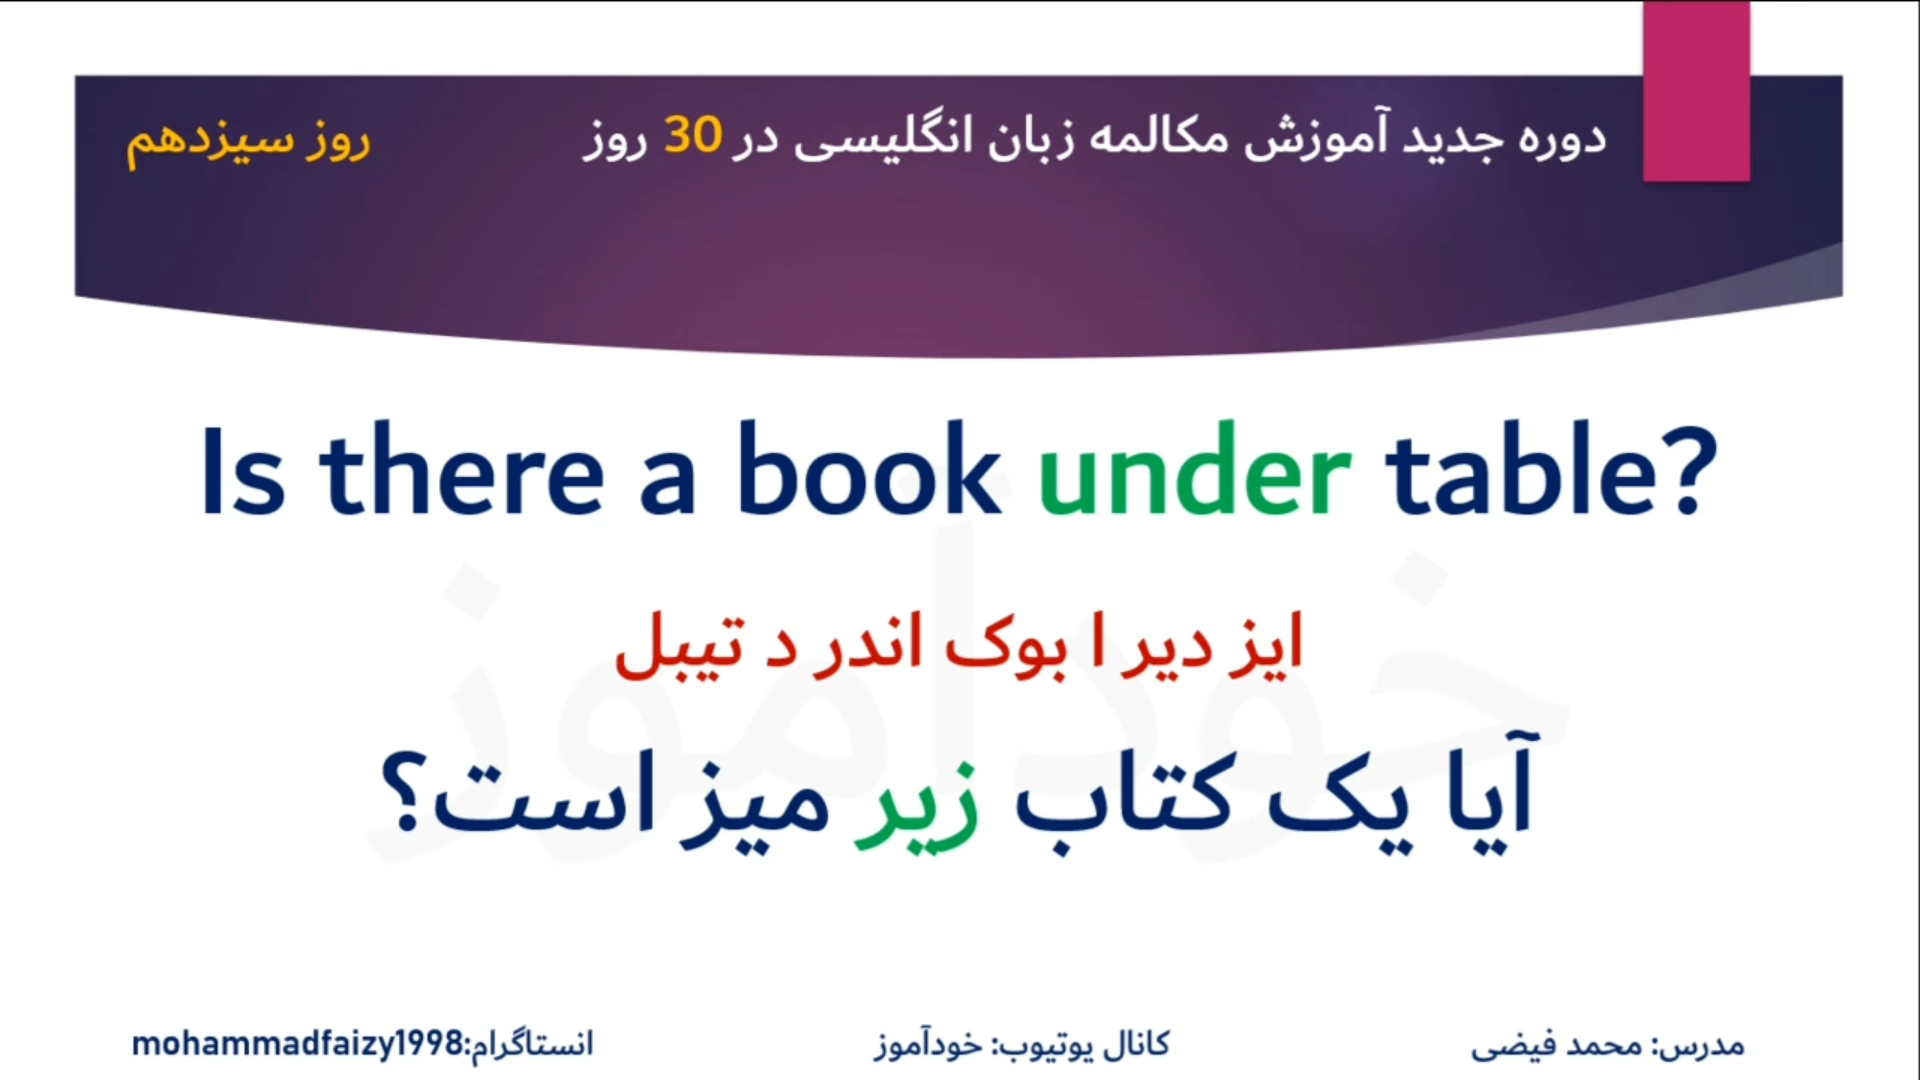 دوره جدید آموزش مکالمه زبان انگلیسی در 30 روز روز سیزدهم
Is there a book under table?
ایز دیر ا بوک اندر د تیبل
آیا یک کتاب زیر میز است؟
خودآموز
مدرس: محمد فیضی کانال یوتیوب: خودآموز انستاگرام:mohammadfaizy1998